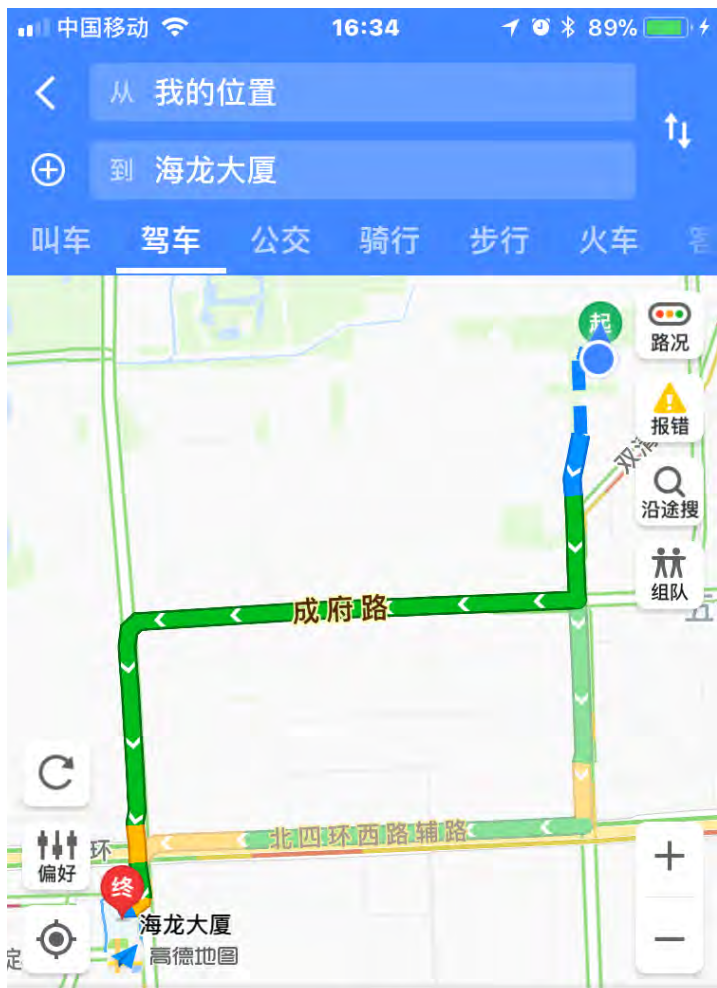 中国移动
16:34
89%
从 我的位置
到 海龙大厦
叫车 驾车 公交 骑行 步行 火车
起
路况
报错
双清
沿途搜
组队
成府路
五
北四环西路辅路
环
偏好
终
海龙大厦
高德地图